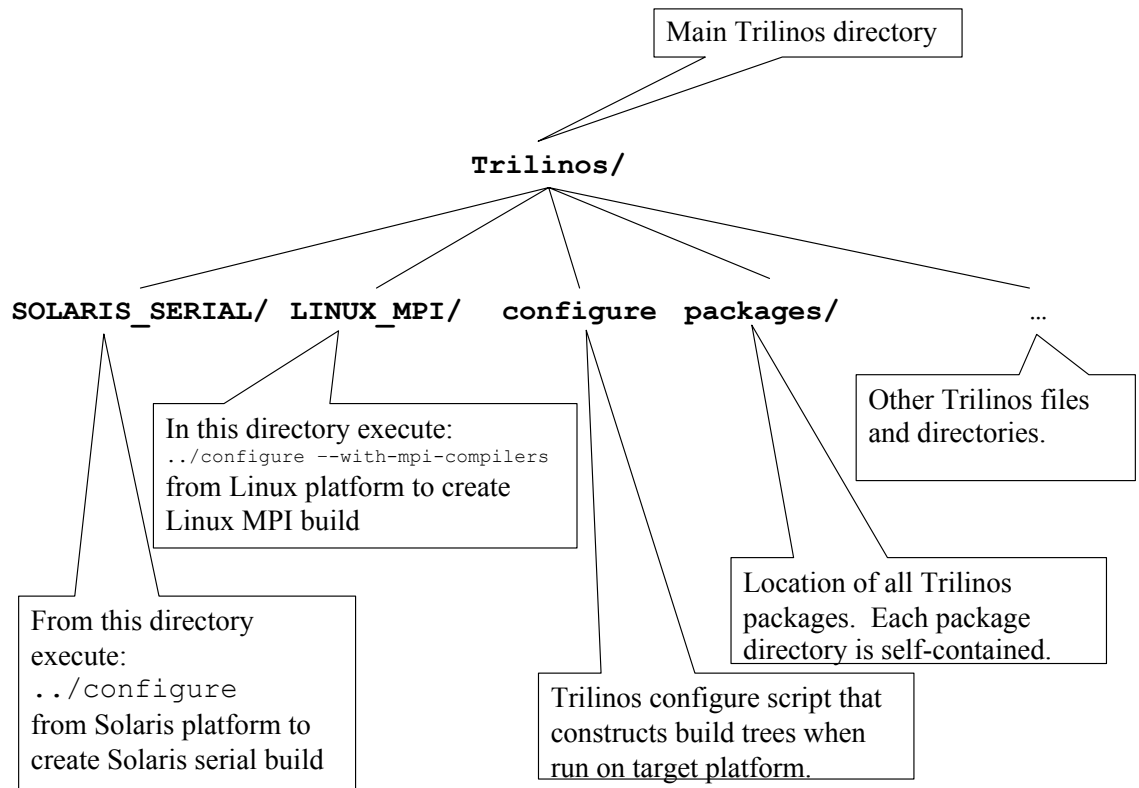 Main Trilinos directory
Trilinos/
SOLARIS_SERIAL/ LINUX_MPI/ configure packages/ ...
Other Trilinos files
and directories.
In this directory execute:
../configure --with-mpi-compilers
from Linux platform to create
Linux MPI build
Location of all Trilinos
packages. Each package
directory is self-contained.
From this directory
execute:
../configure
from Solaris platform to
create Solaris serial build
Trilinos configure script that
constructs build trees when
run on target platform.